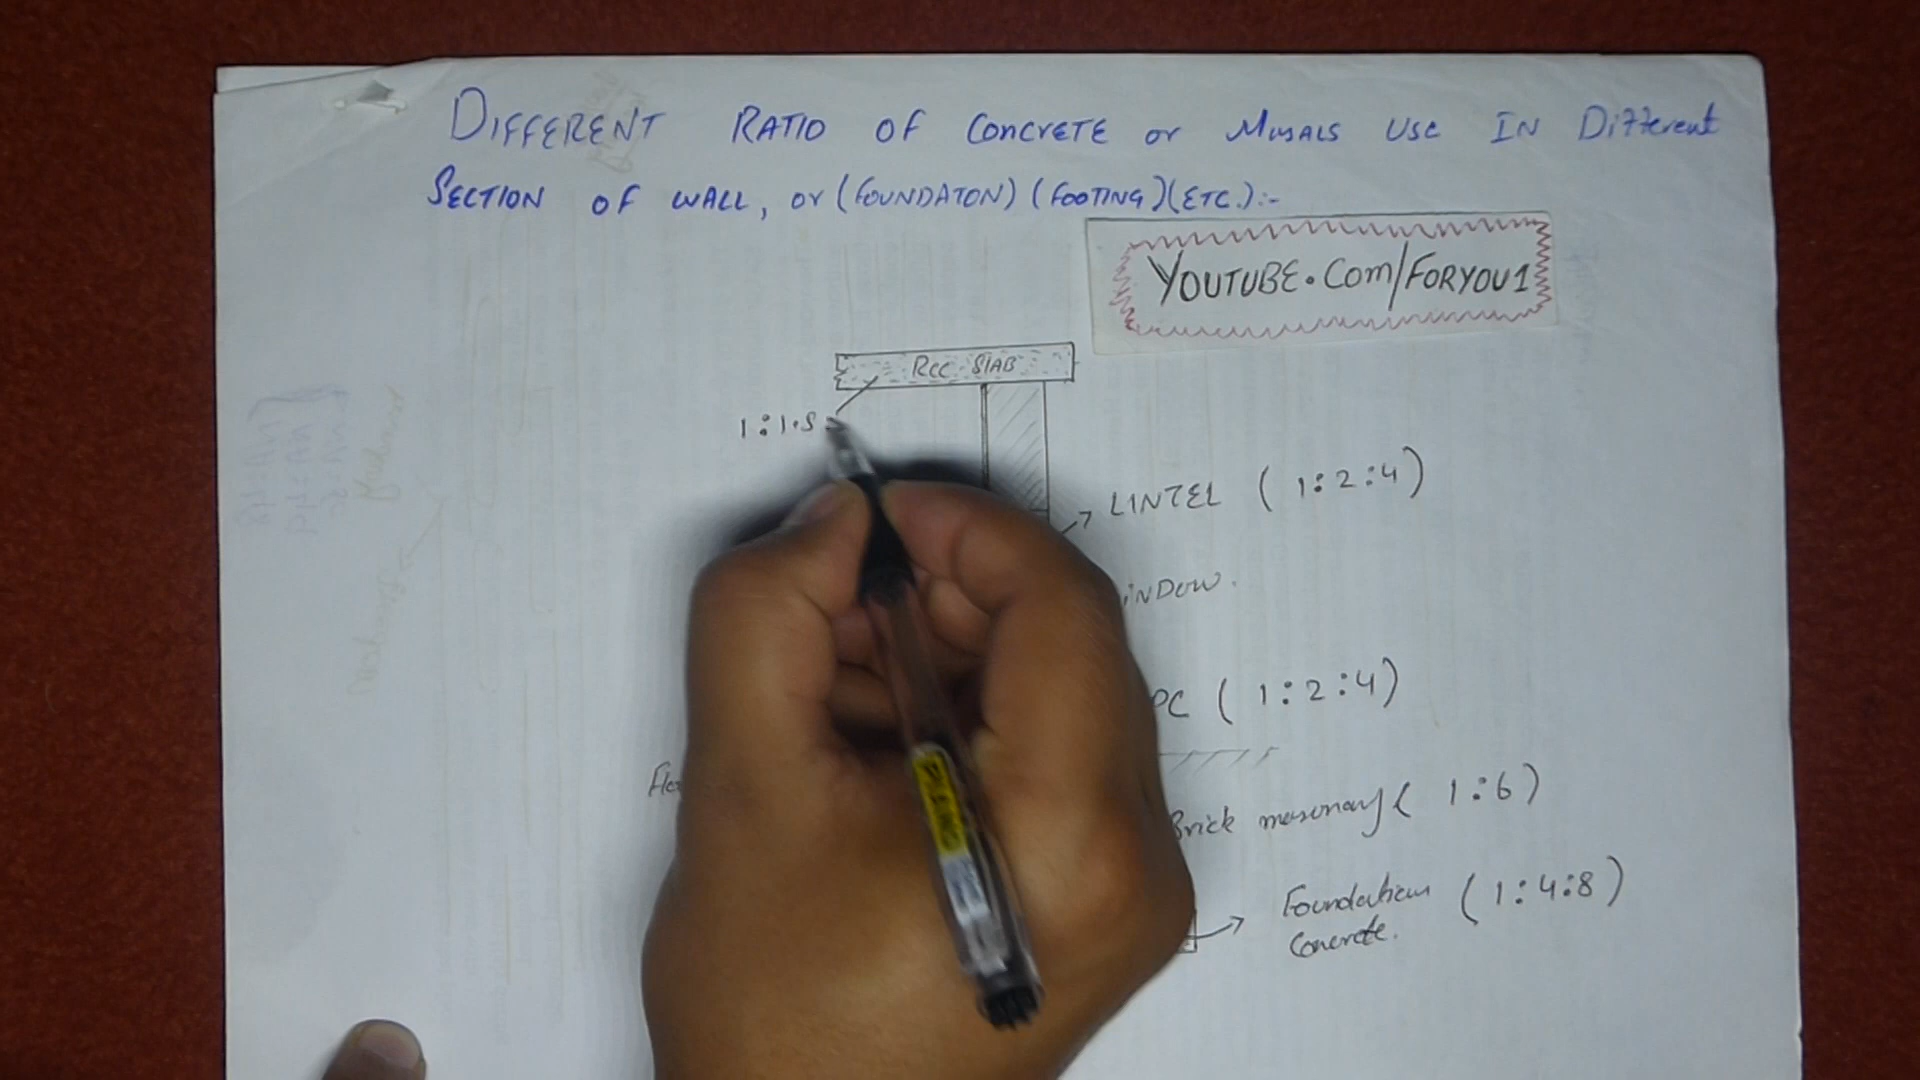 DIFFERENT RATIO OF CONCRETE or MUSALS USE IN Different
SECTION OF WALL, or (FOUNDATON) (FOOTING) (ETC.):-
YOUTUBE.Com/FORYOU1
RCC SLAB
1:1.5:
LINTEL (1:2:4)
INDOW.
PC (1:2:4)
Brick masonary (1:6)
Foundation (1:4:8)
Concrete.